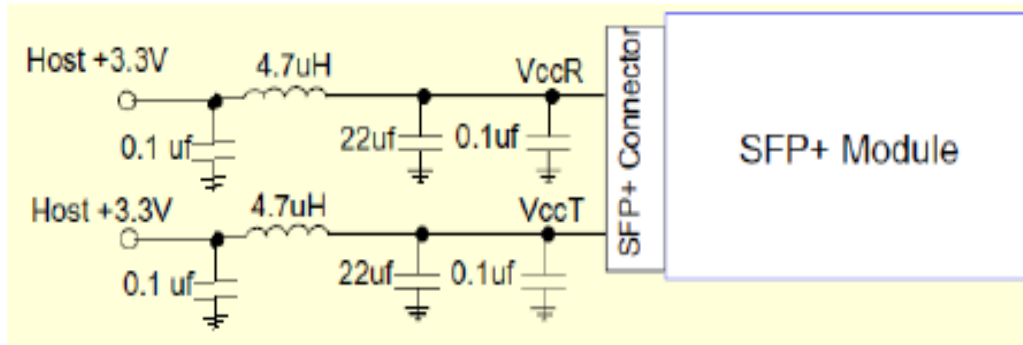 Host +3.3V
4.7uH
VccR
0.1 uf
22uf
0.1uf
Host +3.3V
4.7uH
VccT
0.1 uf
22uf
0.1uf
SFP+ Connector
SFP+ Module